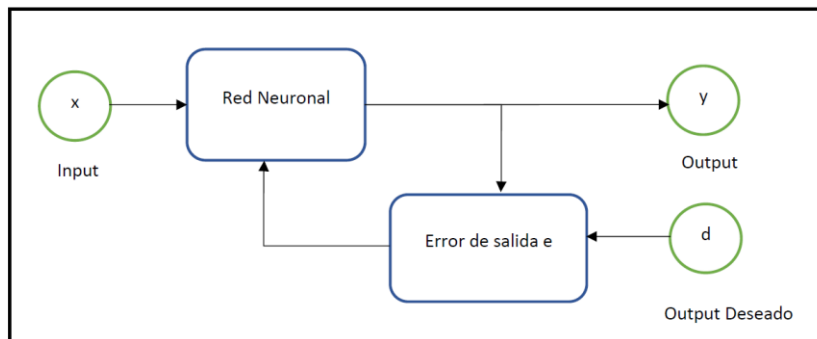 x
Red Neuronal
y
Input
Output
Error de salida e
d
Output Deseado